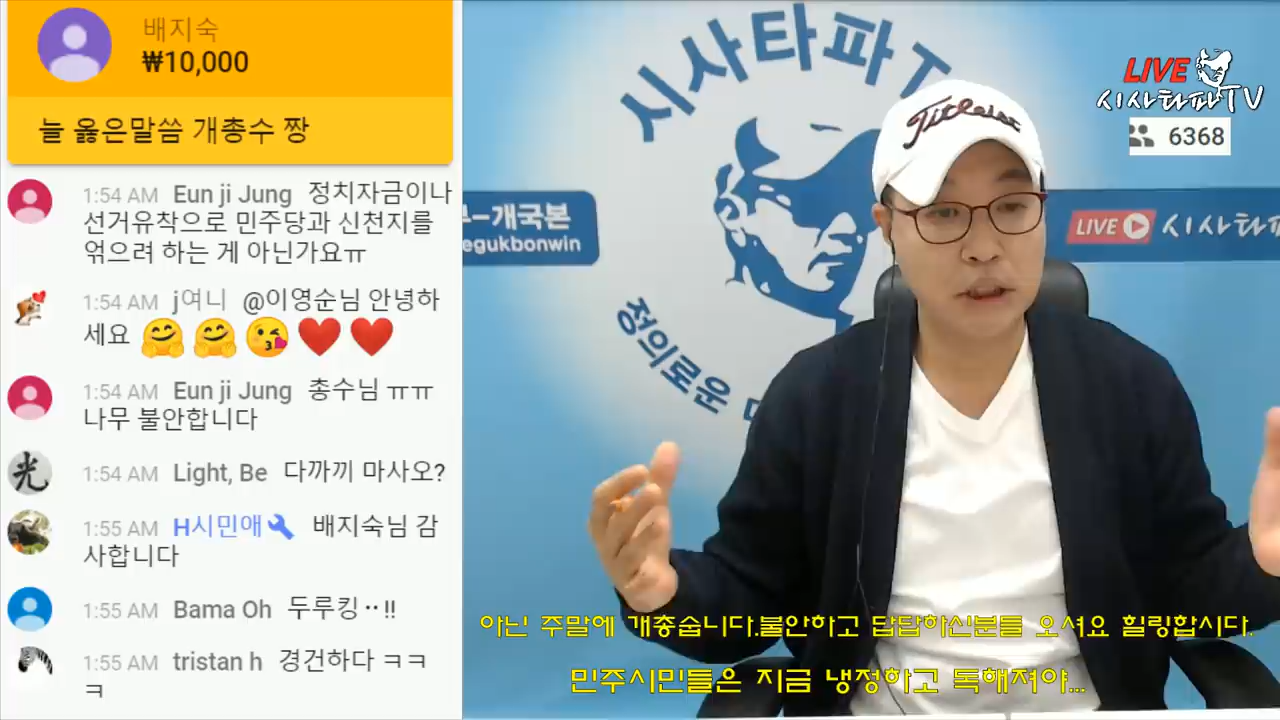 배지숙
₩10,000
늘 옳은말씀 개총수 짱
1:54 AM Eun ji Jung 정치자금이나
선거유착으로 민주당과 신천지를
얶으려 하는 게 아닌가요ㅠ
1:54 AM j여니 @이영순님 안녕하
세요 🤗🤗😘❤️❤️
1:54 AM Eun ji Jung 총수님 ㅠㅠ
나무 불안합니다
光
1:54 AM Light, Be 다까끼 마사오?
1:55 AM H시민애 배지숙님 감
사합니다
1:55 AM Bama Oh 두루킹··!!
1:55 AM tristan h 경건하다 ㅋㅋ
ㅋ
시사타파T
Titleist
LIVE
시사타파TV
6368
-개국본
egukbonwin
LIVE 시사타파
정의로운
아닌 주말에 개총숩니다.불안하고 답답하신분들 오셔요 힐링합시다.
민주시민들은 지금 냉정하고 독해져야...